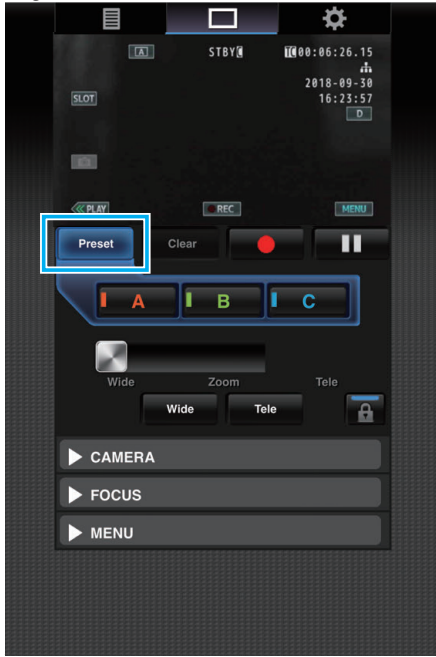 A STBY C TC 00:06:26.15
2018-09-30
SLOT 16:23:57
D
≪PLAY ●REC MENU
Preset Clear
A B C
Wide Zoom Tele
Wide Tele
CAMERA
FOCUS
MENU